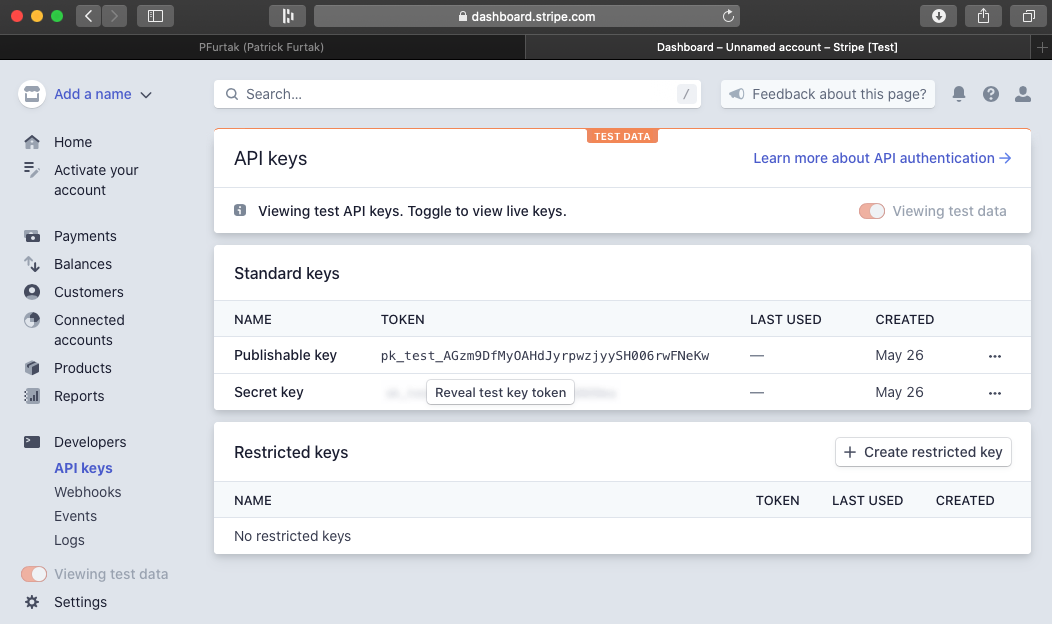 dashboard.stripe.com
PFurtak (Patrick Furtak)
Dashboard – Unnamed account – Stripe [Test]
Add a name
Search...
/
Feedback about this page?
Home
Activate your
account
Payments
Balances
Customers
Connected
accounts
Products
Reports
Developers
API keys
Webhooks
Events
Logs
Viewing test data
Settings
TEST DATA
API keys
Learn more about API authentication →
Viewing test API keys. Toggle to view live keys.
Viewing test data
Standard keys
NAME TOKEN LAST USED CREATED
Publishable key pk_test_AGzm9DfMyOAHdJyrpwzjyySH006rwFNeKw — May 26 ...
Secret key Reveal test key token — May 26 ...
Restricted keys
+ Create restricted key
NAME TOKEN LAST USED CREATED
No restricted keys